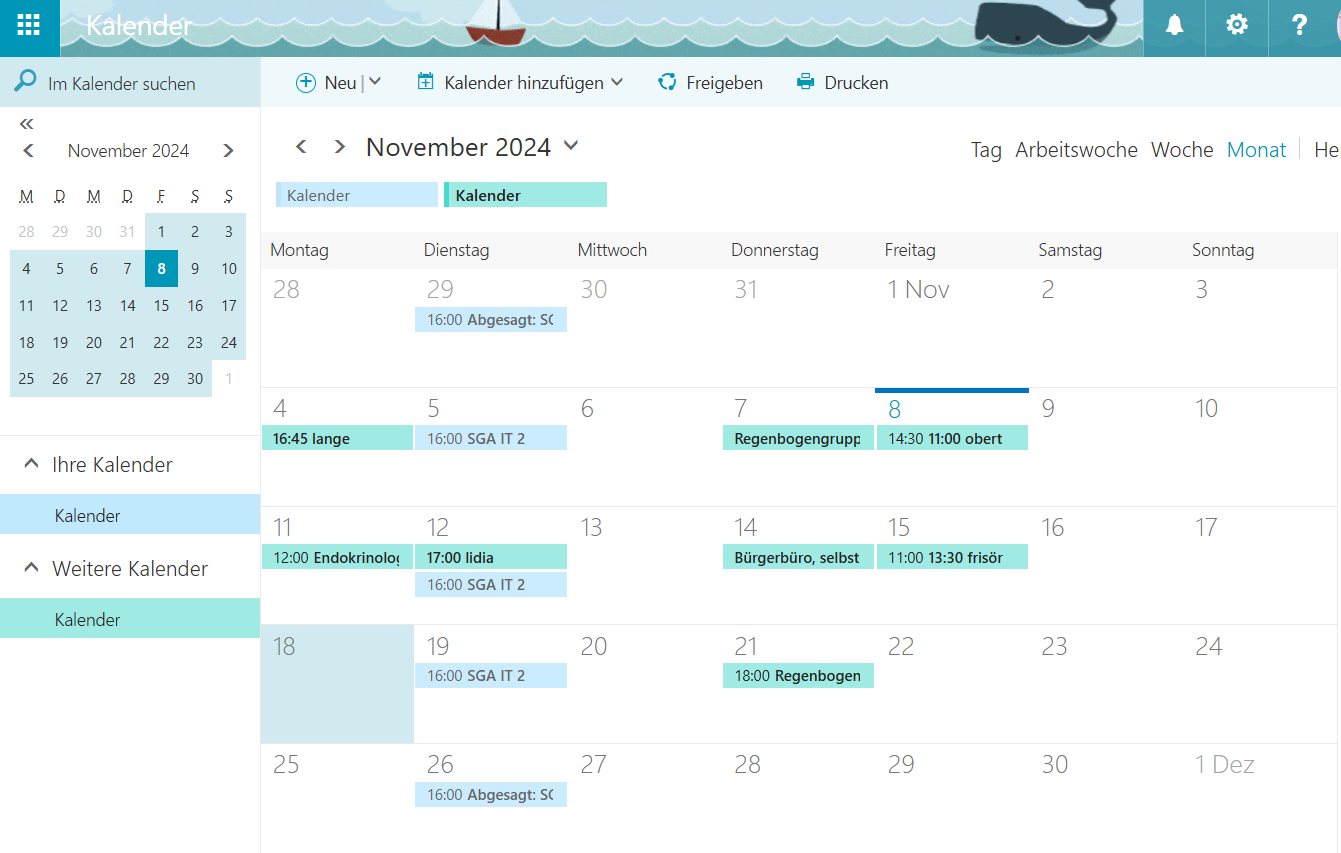 Kalender
Im Kalender suchen
Neu Kalender hinzufügen Freigeben Drucken
November 2024
M D M D F S S
28 29 30 31 1 2 3
4 5 6 7 8 9 10
11 12 13 14 15 16 17
18 19 20 21 22 23 24
25 26 27 28 29 30 1
Ihre Kalender
Kalender
Weitere Kalender
Kalender
November 2024
Tag Arbeitswoche Woche Monat He
Kalender Kalender
Montag Dienstag Mittwoch Donnerstag Freitag Samstag Sonntag
28 29 30 31 1 Nov 2 3
16:00 Abgesagt: SC
4 5 6 7 8 9 10
16:45 lange 16:00 SGA IT 2 Regenbogengrupp 14:30 11:00 obert
11 12 13 14 15 16 17
12:00 Endokrinolog 17:00 lidia Bürgerbüro, selbst 11:00 13:30 frisör
16:00 SGA IT 2
18 19 20 21 22 23 24
16:00 SGA IT 2 18:00 Regenbogen
25 26 27 28 29 30 1 Dez
16:00 Abgesagt: SC